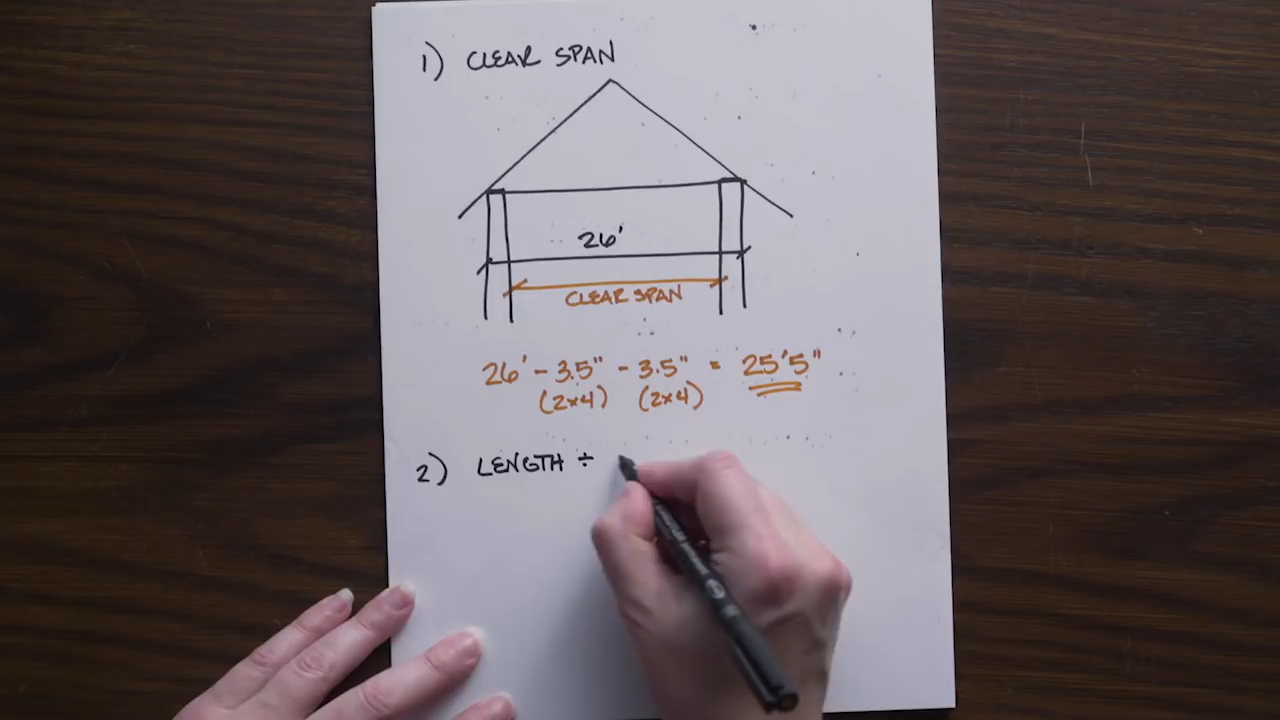 1) CLEAR SPAN
26'
CLEAR SPAN
26' - 3.5" - 3.5" = 25'5"
(2x4) (2x4)
2) LENGTH ÷